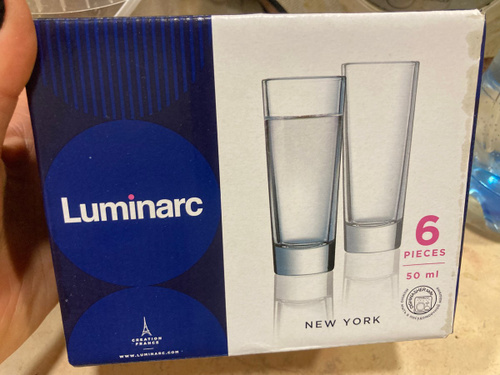 Luminarc
CREATION
FRANCE
WWW.LUMINARC.COM
6
PIECES
50 ml
NEW YORK